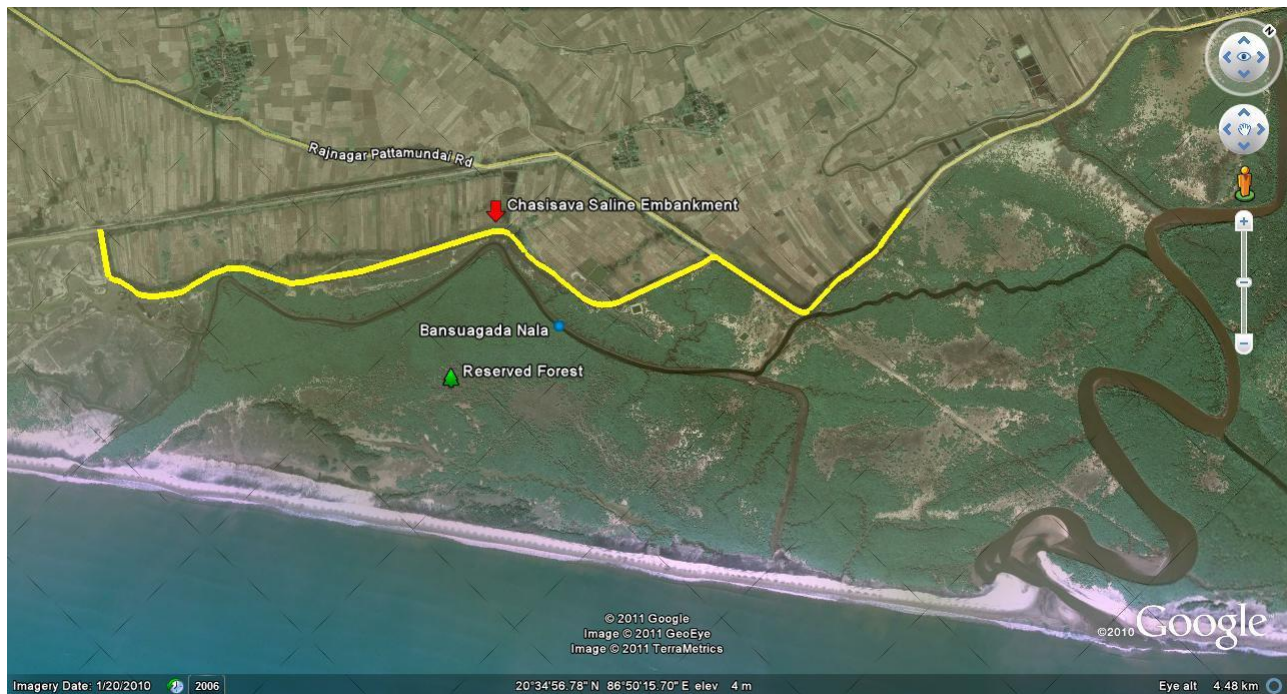 N
Rajnagar Pattamundai Rd
Chasisava Saline Embankment
Bansuagada Nala
Reserved Forest
© 2011 Google
Image © 2011 GeoEye
Image © 2011 TerraMetrics
©2010 Google
Imagery Date: 1/20/2010 2006 20°34'56.78" N 86°50'15.70" E elev 4 m Eye alt 4.48 km